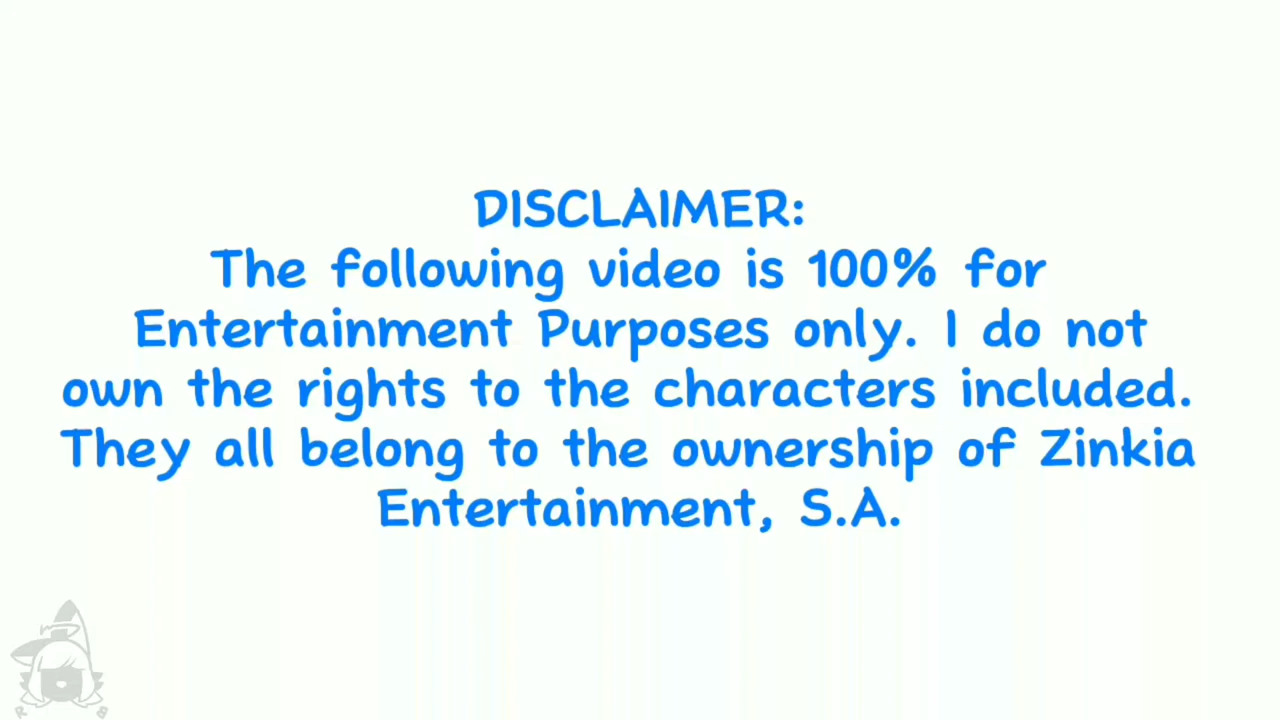 DISCLAIMER:
The following video is 100% for
Entertainment Purposes only. I do not
own the rights to the characters included.
They all belong to the ownership of Zinkia
Entertainment, S.A.
R B